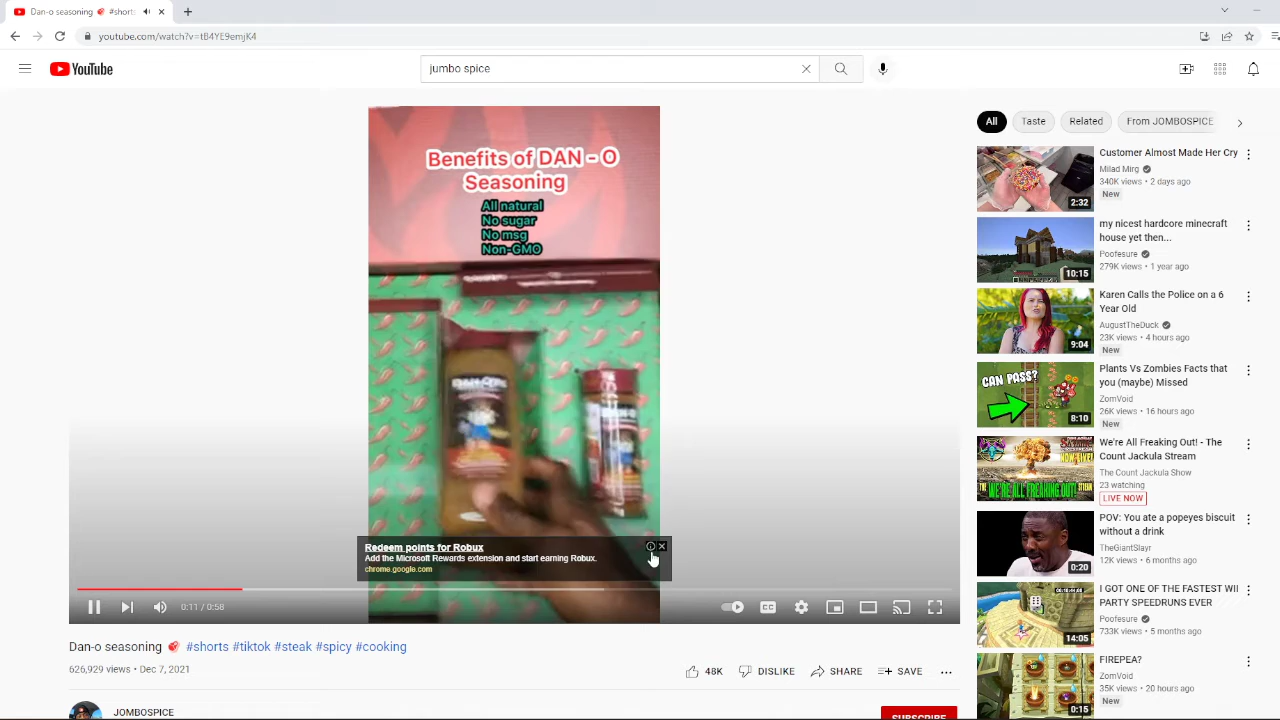 Dan-o seasoning #shorts
youtube.com/watch?v=tB4YE9emjK4
YouTube
jumbo spice
Benefits of DAN - O
Seasoning
All natural
No sugar
No msg
Non-GMO
Redeem points for Robux
Add the Microsoft Rewards extension and start earning Robux.
chrome.google.com
0:11 / 0:58
CC
Dan-o seasoning #shorts #tiktok #steak #spicy #cooking
626,929 views • Dec 7, 2021
48K DISLIKE SHARE SAVE
JOMBOSPICE
SUBSCRIBE
All Taste Related From JOMBOSPICE
Customer Almost Made Her Cry
Milad Mirg
340K views • 2 days ago
New
2:32
my nicest hardcore minecraft
house yet then...
Poofesure
279K views • 1 year ago
10:15
Karen Calls the Police on a 6
Year Old
AugustTheDuck
23K views • 4 hours ago
New
9:04
CAN PASS?
Plants Vs Zombies Facts that
you (maybe) Missed
ZomVoid
26K views • 16 hours ago
New
8:10
We're All Freaking Out! - The
Count Jackula Stream
The Count Jackula Show
23 watching
LIVE NOW
THE WE'RE ALL FREAKING OUT!
POV: You ate a popeyes biscuit
without a drink
TheGiantSlayr
12K views • 6 months ago
0:20
I GOT ONE OF THE FASTEST WII
PARTY SPEEDRUNS EVER
Poofesure
733K views • 5 months ago
14:05
FIREPEA?
ZomVoid
35K views • 20 hours ago
New
0:15